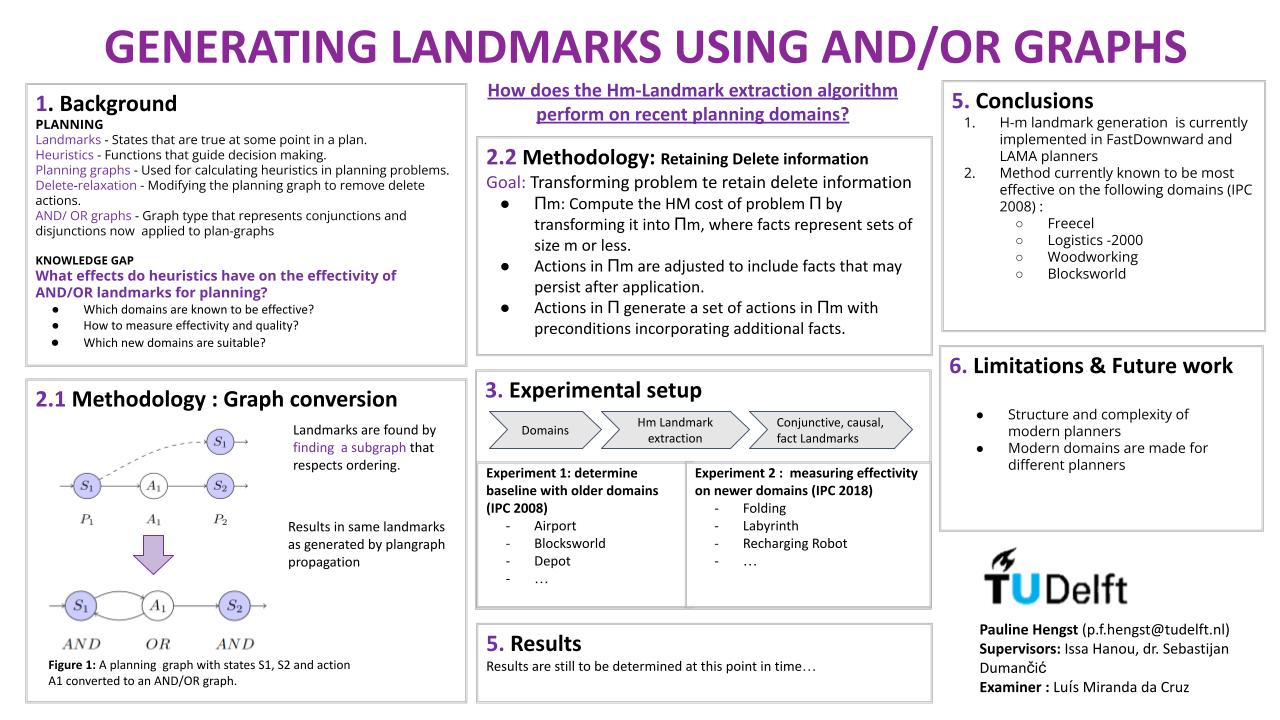 GENERATING LANDMARKS USING AND/OR GRAPHS
1. Background
PLANNING
Landmarks - States that are true at some point in a plan.
Heuristics - Functions that guide decision making.
Planning graphs - Used for calculating heuristics in planning problems.
Delete-relaxation - Modifying the planning graph to remove delete
actions.
AND/ OR graphs - Graph type that represents conjunctions and
disjunctions now applied to plan-graphs
KNOWLEDGE GAP
What effects do heuristics have on the effectivity of
AND/OR landmarks for planning?
● Which domains are known to be effective?
● How to measure effectivity and quality?
● Which new domains are suitable?
2.1 Methodology : Graph conversion
S1
S1 A1 S2
P1 A1 P2
Landmarks are found by
finding a subgraph that
respects ordering.
Results in same landmarks
as generated by plangraph
propagation
S1 A1 S2
AND OR AND
Figure 1: A planning graph with states S1, S2 and action
A1 converted to an AND/OR graph.
How does the Hm-Landmark extraction algorithm
perform on recent planning domains?
2.2 Methodology: Retaining Delete information
Goal: Transforming problem te retain delete information
● Πm: Compute the HM cost of problem Π by
transforming it into Πm, where facts represent sets of
size m or less.
● Actions in Πm are adjusted to include facts that may
persist after application.
● Actions in Π generate a set of actions in Πm with
preconditions incorporating additional facts.
3. Experimental setup
Domains
Hm Landmark
extraction
Conjunctive, causal,
fact Landmarks
Experiment 1: determine
baseline with older domains
(IPC 2008)
- Airport
- Blocksworld
- Depot
- …
Experiment 2 : measuring effectivity
on newer domains (IPC 2018)
- Folding
- Labyrinth
- Recharging Robot
- …
5. Results
Results are still to be determined at this point in time…
5. Conclusions
1. H-m landmark generation is currently
implemented in FastDownward and
LAMA planners
2. Method currently known to be most
effective on the following domains (IPC
2008) :
○ Freecel
○ Logistics -2000
○ Woodworking
○ Blocksworld
6. Limitations & Future work
● Structure and complexity of
modern planners
● Modern domains are made for
different planners
TUDelft
Pauline Hengst (p.f.hengst@tudelft.nl)
Supervisors: Issa Hanou, dr. Sebastijan
Dumančić
Examiner : Luís Miranda da Cruz